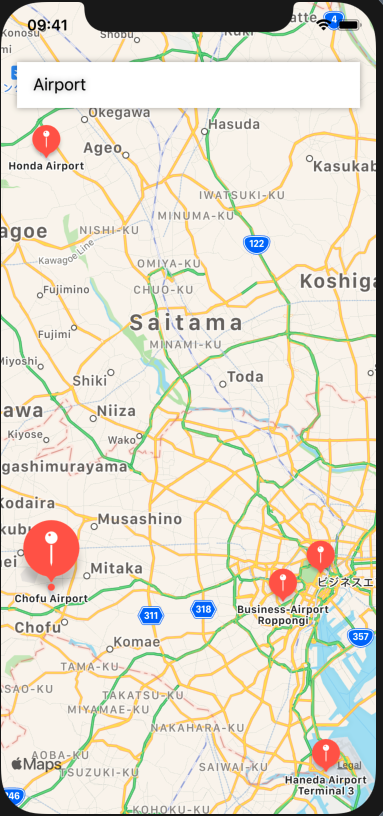 09:41
Konosu
Shobu
4
Airport
Okegawa
Hasuda
Ageo
Honda Airport
Kasukab
IWATSUKI-KU
MINUMA-KU
NISHI-KU
agoe
122
Kawagoe Line
OMIYA-KU
Koshiga
CHUO-KU
Fujimino
Saitama
Fujimi
MINAMI-KU
Miyoshi
Shiki
Toda
awa
Niiza
Kiyose
Wako
gashimurayama
Kodaira
kubu
Musashino
Mitaka
ビジネスエ
Chofu Airport
Business-Airport
Roppongi
311
318
Chofu
357
Komae
TAMA-KU
ASAO-KU
TAKATSU-KU
MIYAMAE-KU
NAKAHARA-KU
AOBA-KU
SAIWAI-KU
Maps
Legal
TSUZUKI-KU
Haneda Airport
Terminal 3
246
KOHOKU-KU